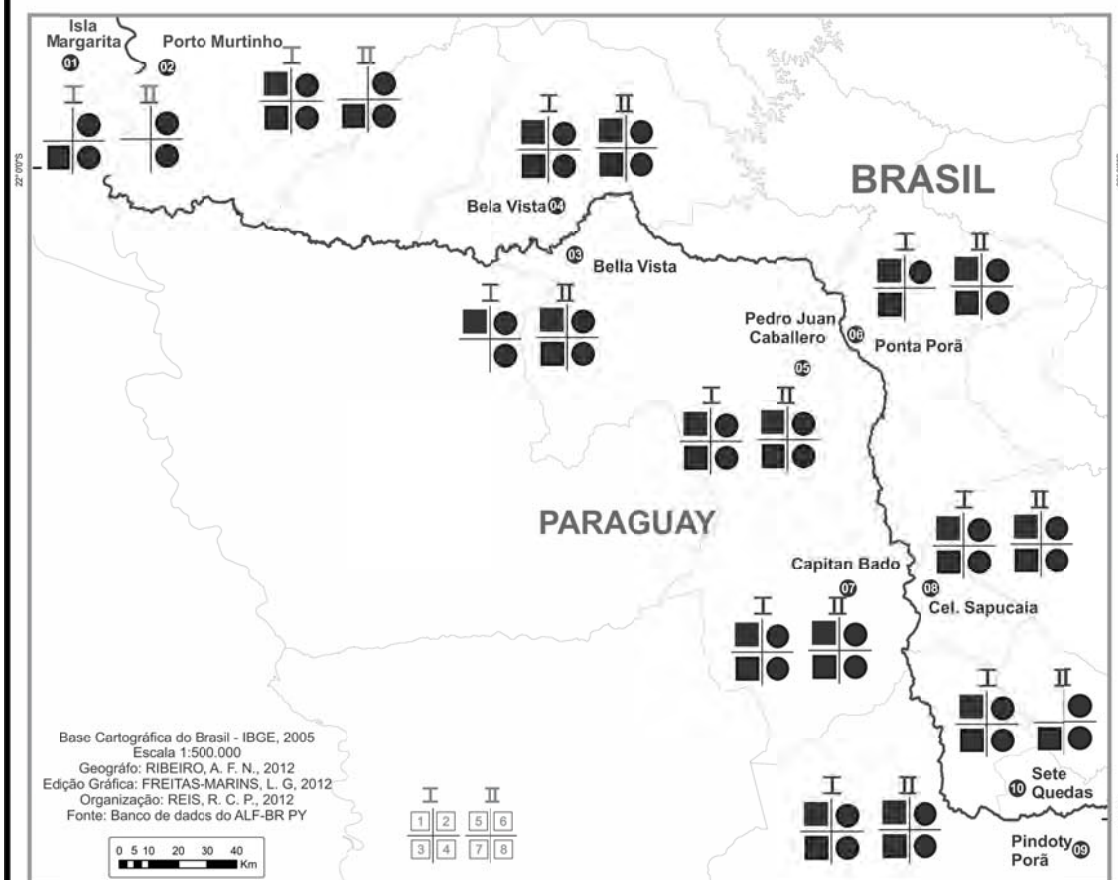 Isla
Margarita
01
Porto Murtinho
02
I II
I II
I II
22°0'0"S
BRASIL
Bela Vista 04
03
Bella Vista
I II
I II
Pedro Juan
Caballero
05
06
Ponta Porã
I II
PARAGUAY
I II
Capitan Bado
07
08
Cel. Sapucaia
I II
I II
Base Cartográfica do Brasil - IBGE, 2005
Escala 1:500.000
Geográfo: RIBEIRO, A. F. N., 2012
Edição Gráfica: FREITAS-MARINS, L. G, 2012
Organização: REIS, R. C. P., 2012
Fonte: Banco de dados do ALF-BR PY
0 5 10 20 30 40
Km
I II
1 2 5 6
3 4 7 8
I II
10
Sete
Quedas
Pindoty
Porã
09